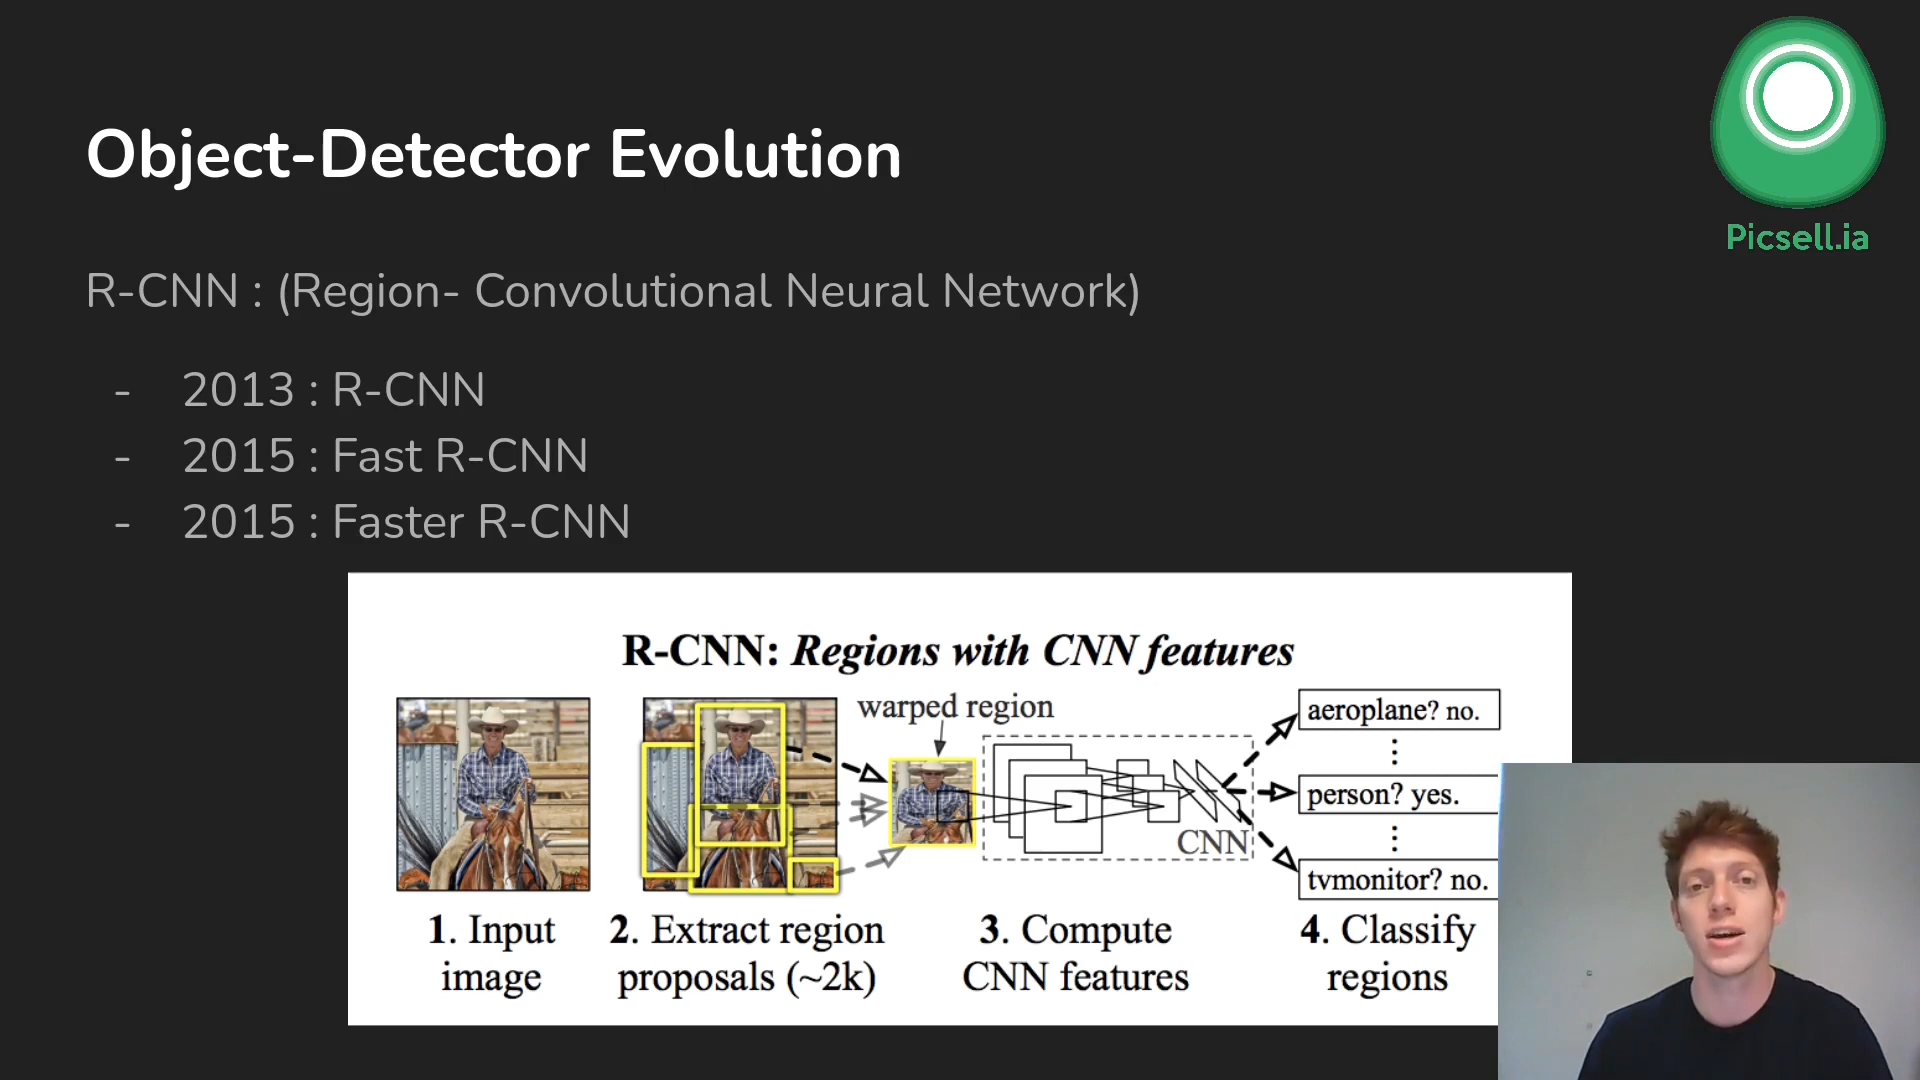 Picsell.ia
Object-Detector Evolution
R-CNN : (Region- Convolutional Neural Network)
- 2013 : R-CNN
- 2015 : Fast R-CNN
- 2015 : Faster R-CNN
R-CNN: Regions with CNN features
warped region
aeroplane? no.
person? yes.
tvmonitor? no.
CNN
1. Input
image
2. Extract region
proposals (~2k)
3. Compute
CNN features
4. Classify
regions